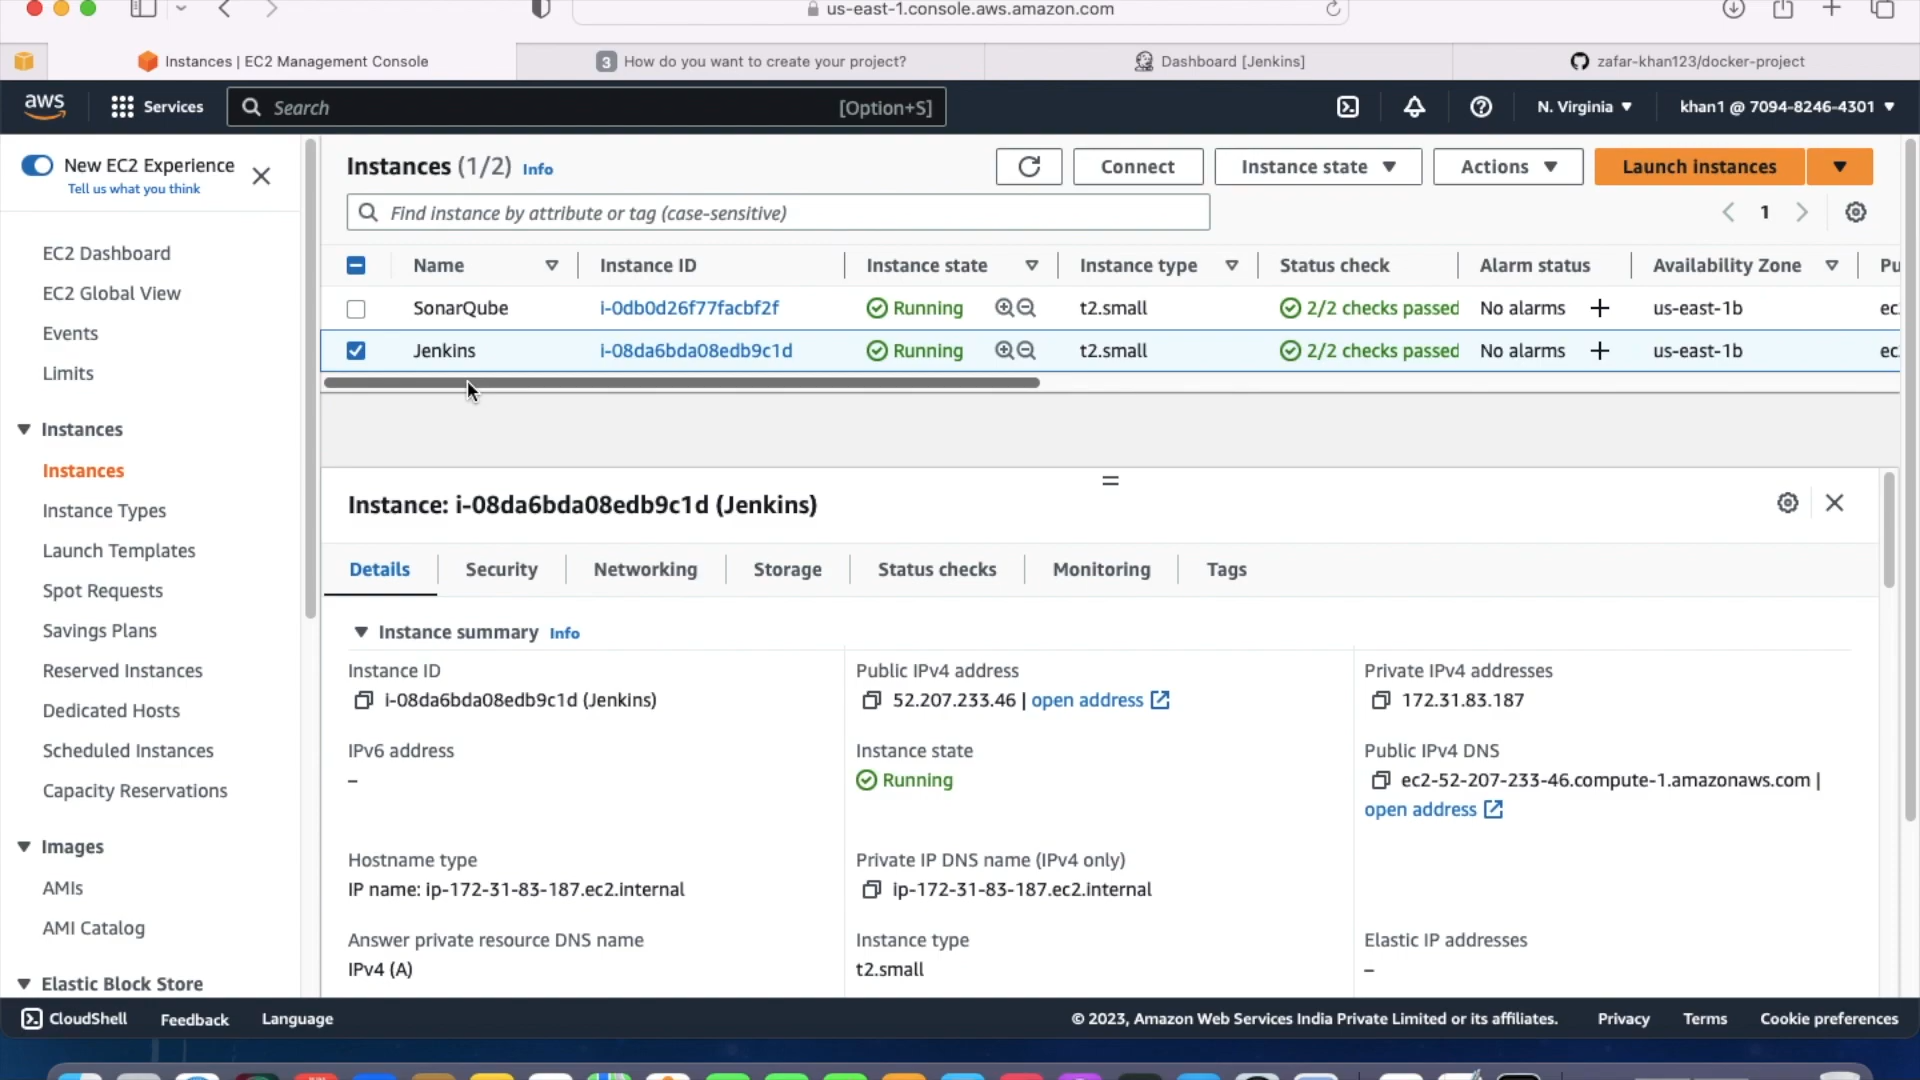 us-east-1.console.aws.amazon.com
Instances | EC2 Management Console
3 How do you want to create your project?
Dashboard [Jenkins]
zafar-khan123/docker-project
aws
Services
Search [Option+S]
N. Virginia
khan1 @ 7094-8246-4301
New EC2 Experience
Tell us what you think
EC2 Dashboard
EC2 Global View
Events
Limits
Instances
Instances
Instance Types
Launch Templates
Spot Requests
Savings Plans
Reserved Instances
Dedicated Hosts
Scheduled Instances
Capacity Reservations
Images
AMIs
AMI Catalog
Elastic Block Store
Instances (1/2) Info
Connect
Instance state
Actions
Launch instances
Find instance by attribute or tag (case-sensitive)
1
Name Instance ID Instance state Instance type Status check Alarm status Availability Zone Pu
SonarQube i-0db0d26f77facbf2f Running t2.small 2/2 checks passed No alarms + us-east-1b ec
Jenkins i-08da6bda08edb9c1d Running t2.small 2/2 checks passed No alarms + us-east-1b ec
Instance: i-08da6bda08edb9c1d (Jenkins)
Details Security Networking Storage Status checks Monitoring Tags
Instance summary Info
Instance ID
i-08da6bda08edb9c1d (Jenkins)
Public IPv4 address
52.207.233.46 | open address
Private IPv4 addresses
172.31.83.187
IPv6 address
–
Instance state
Running
Public IPv4 DNS
ec2-52-207-233-46.compute-1.amazonaws.com |
open address
Hostname type
IP name: ip-172-31-83-187.ec2.internal
Private IP DNS name (IPv4 only)
ip-172-31-83-187.ec2.internal
Answer private resource DNS name
IPv4 (A)
Instance type
t2.small
Elastic IP addresses
–
CloudShell
Feedback
Language
© 2023, Amazon Web Services India Private Limited or its affiliates.
Privacy
Terms
Cookie preferences